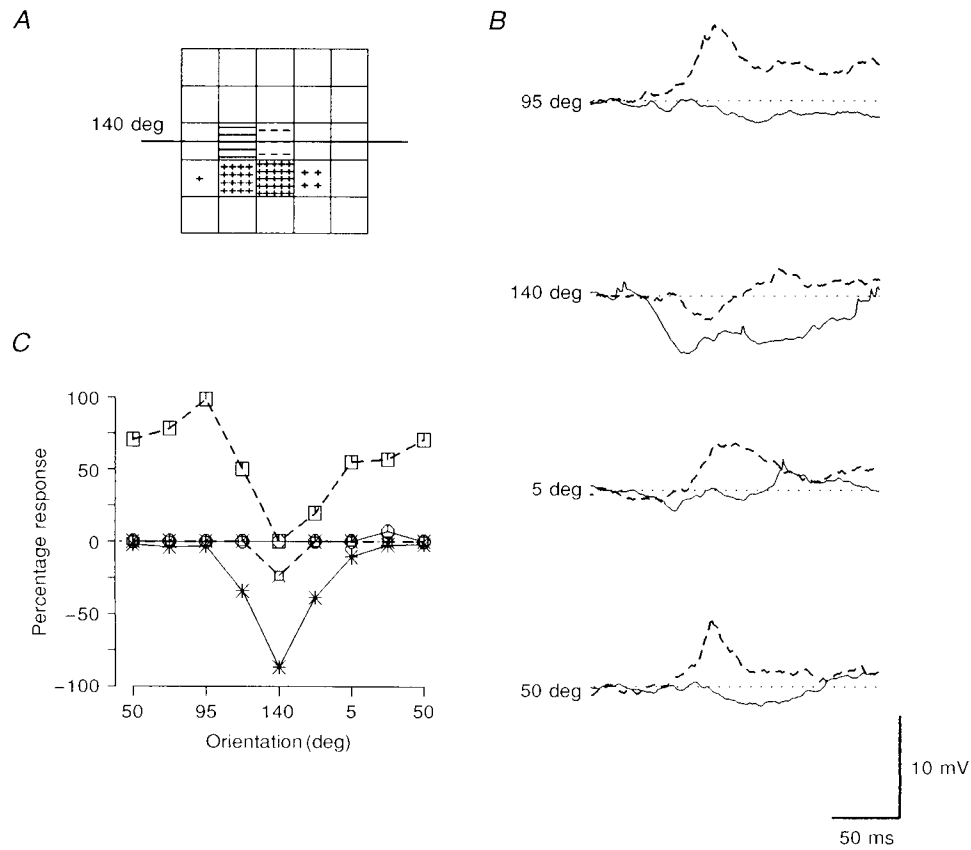 A
140 deg
B
95 deg
140 deg
5 deg
50 deg
10 mV
50 ms
C
Percentage response
100
50
0
−50
−100
50
95
140
5
50
Orientation (deg)